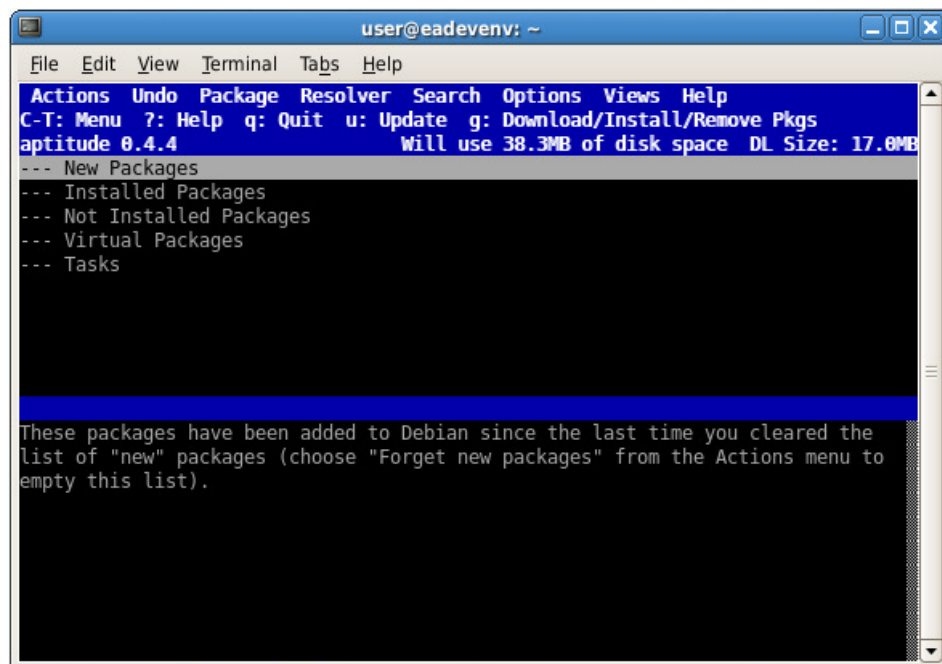 user@eadevenv: ~
File Edit View Terminal Tabs Help
Actions Undo Package Resolver Search Options Views Help
C-T: Menu ?: Help q: Quit u: Update g: Download/Install/Remove Pkgs
aptitude 0.4.4 Will use 38.3MB of disk space DL Size: 17.0MB
--- New Packages
--- Installed Packages
--- Not Installed Packages
--- Virtual Packages
--- Tasks
These packages have been added to Debian since the last time you cleared the
list of "new" packages (choose "Forget new packages" from the Actions menu to
empty this list).